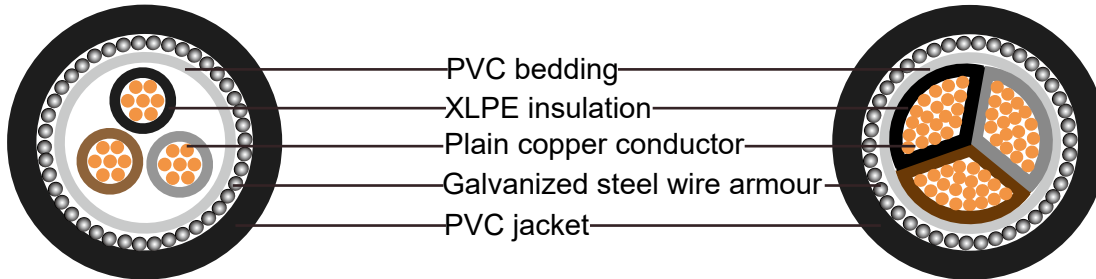 PVC bedding
XLPE insulation
Plain copper conductor
Galvanized steel wire armour
PVC jacket